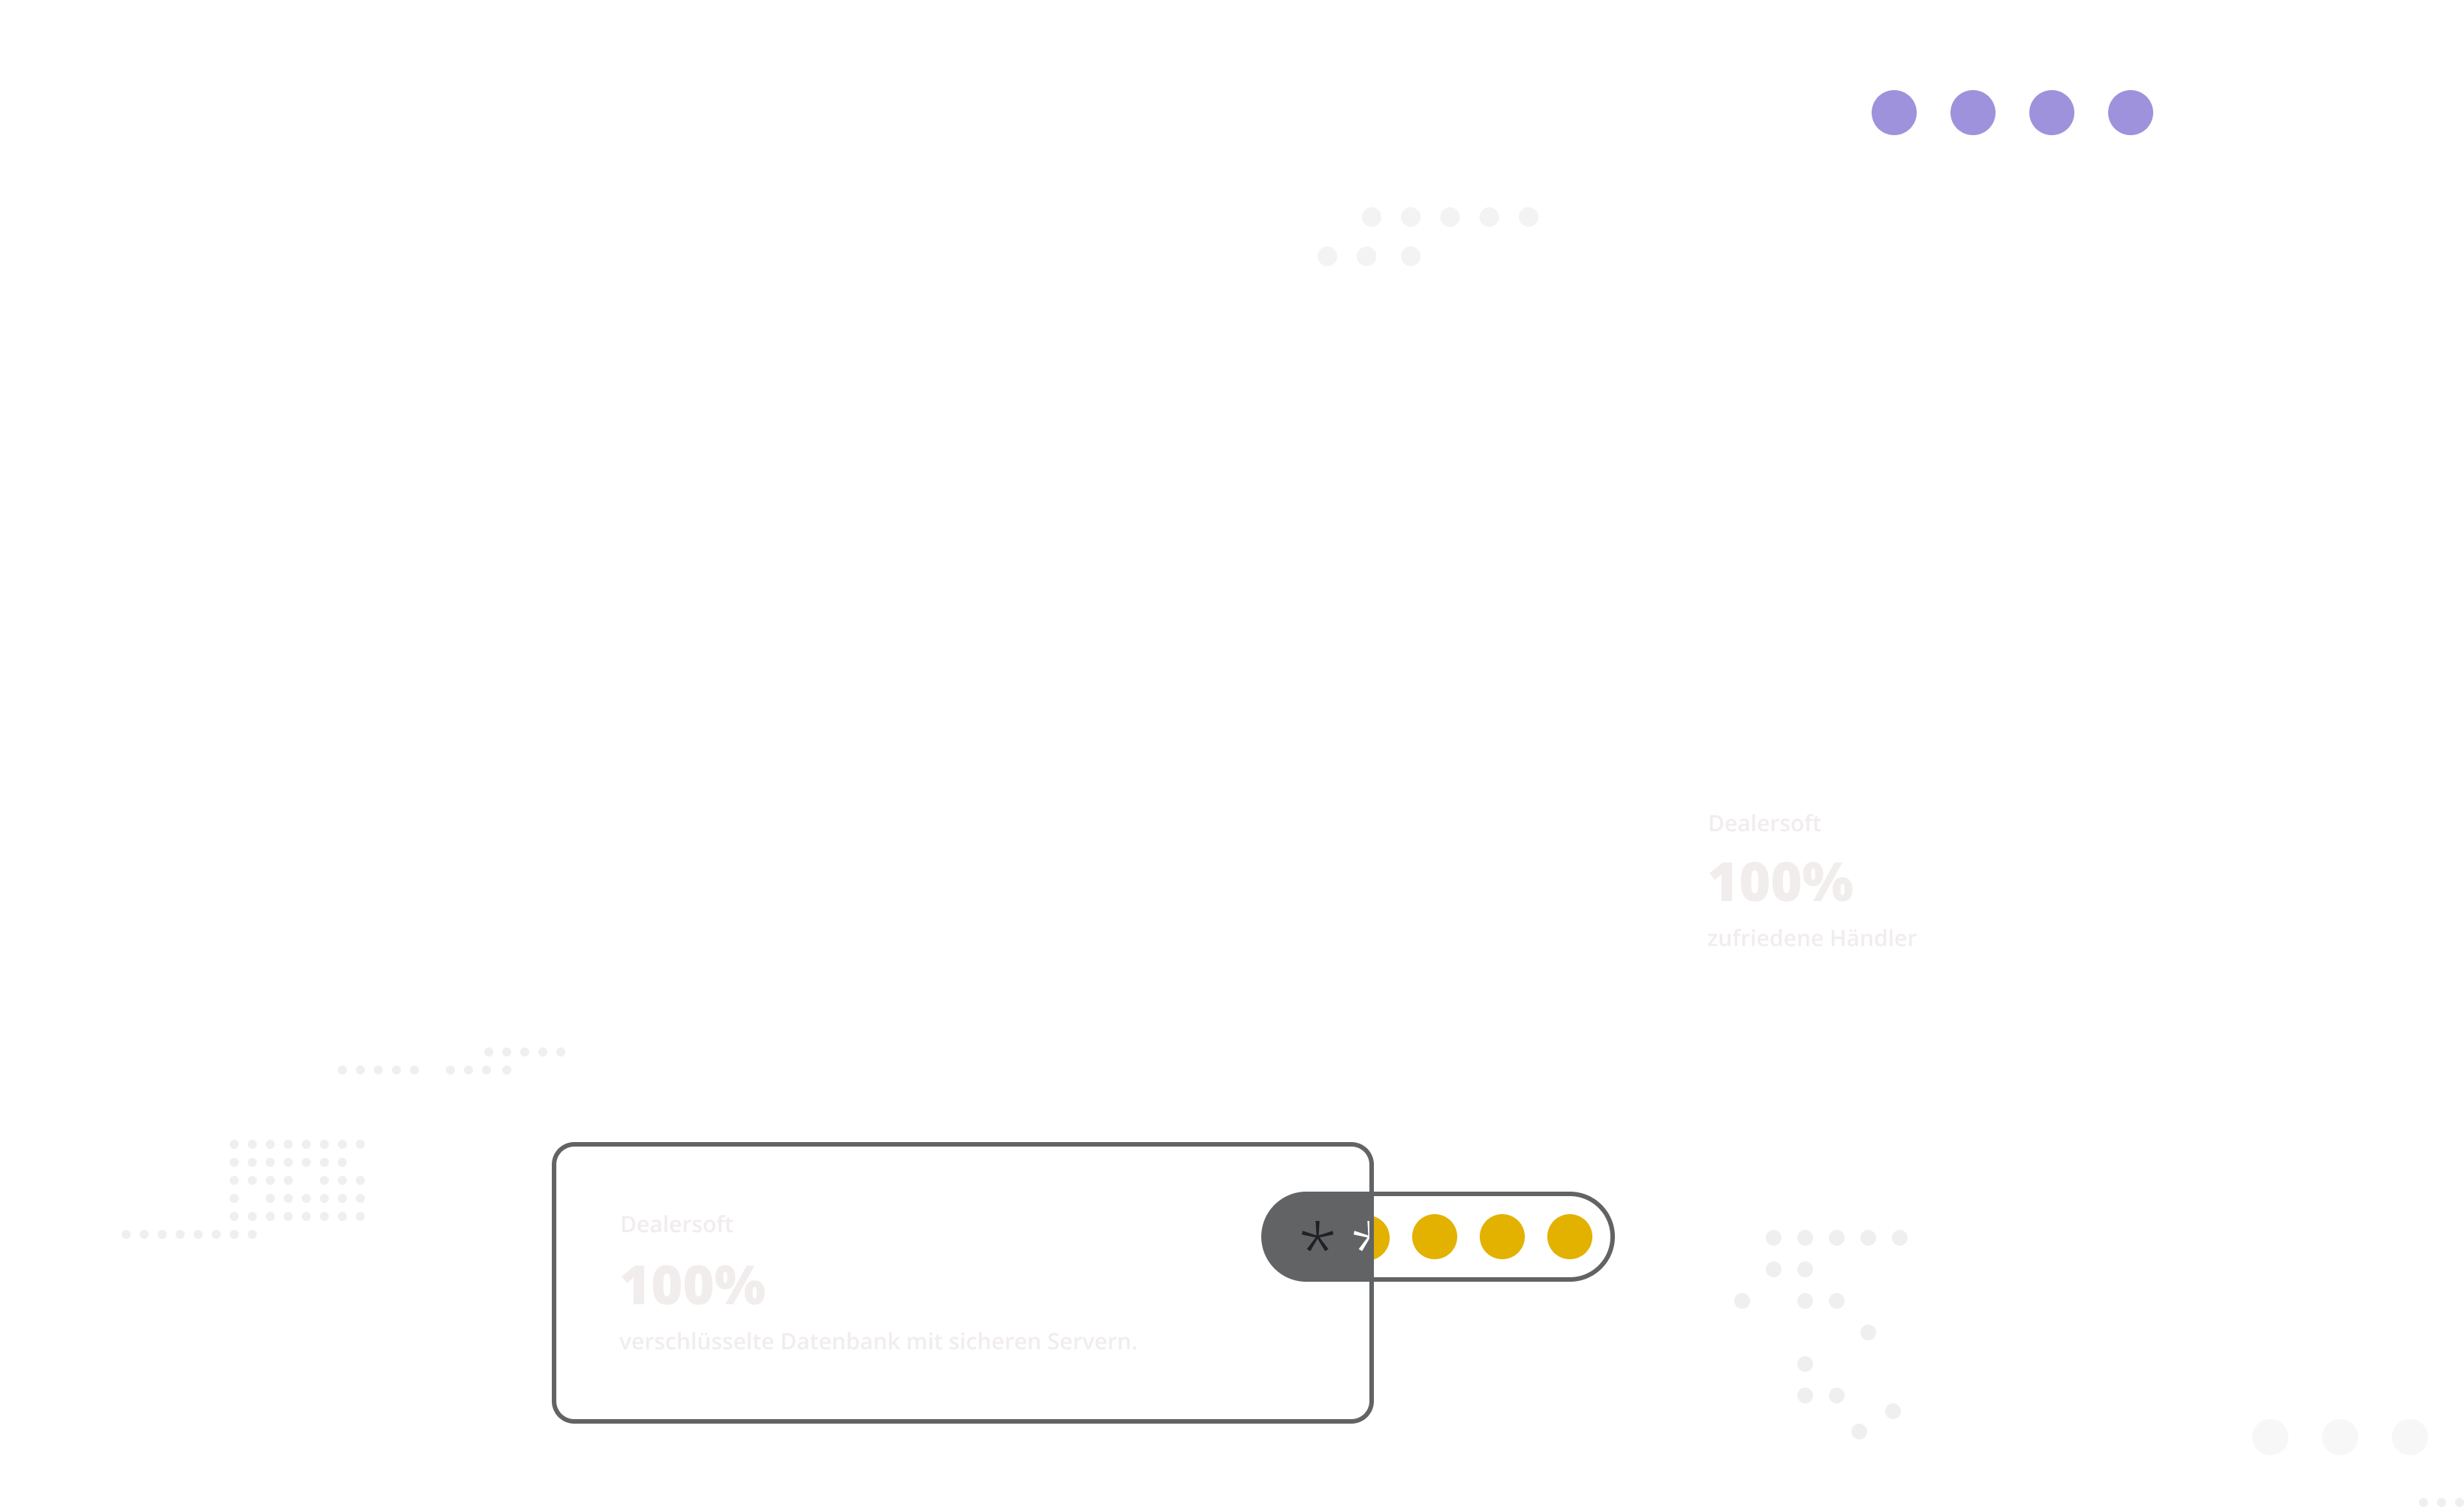 Dealersoft
100%
zufriedene Händler
Dealersoft
100%
verschlüsselte Datenbank mit sicheren Servern.
* *